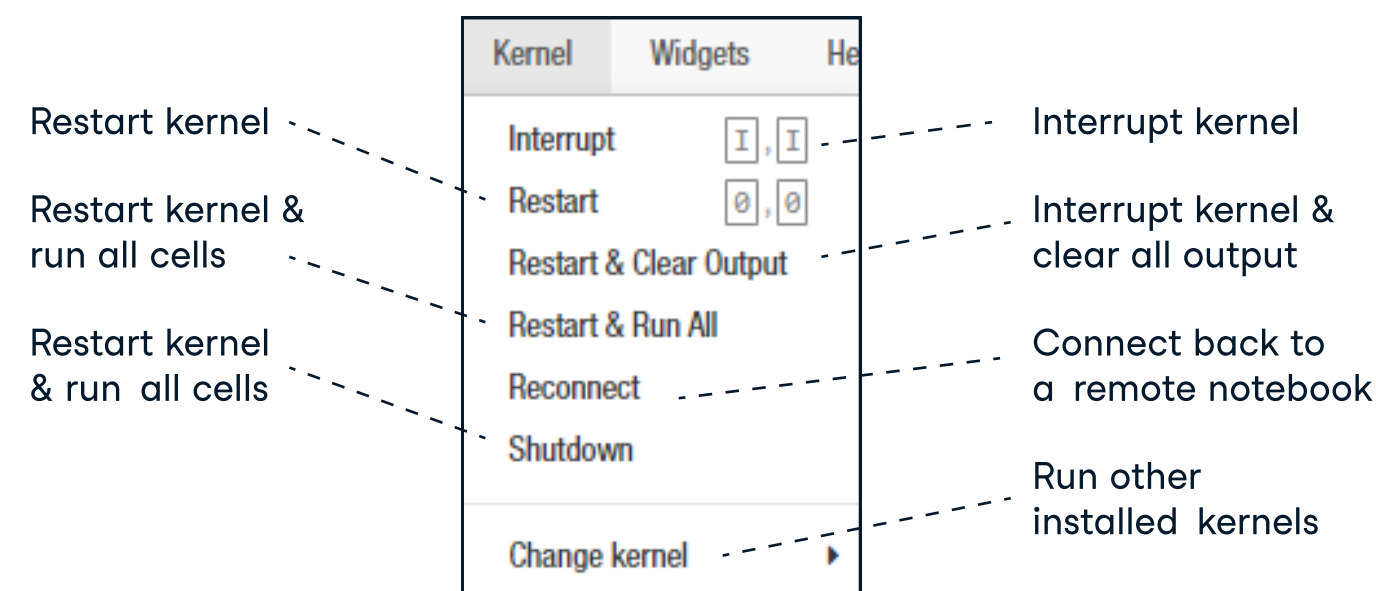 Kernel Widgets He
Restart kernel
Restart kernel &
run all cells
Restart kernel
& run all cells
Interrupt I , I
Restart 0 , 0
Restart & Clear Output
Restart & Run All
Reconnect
Shutdown
Change kernel
Interrupt kernel
Interrupt kernel &
clear all output
Connect back to
a remote notebook
Run other
installed kernels